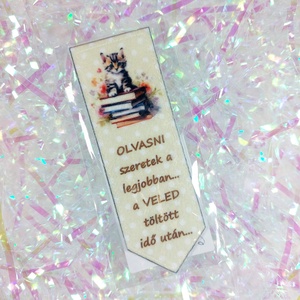 OLVASNI
szeretek a
legjobban...
a VELED
töltött
idő után...